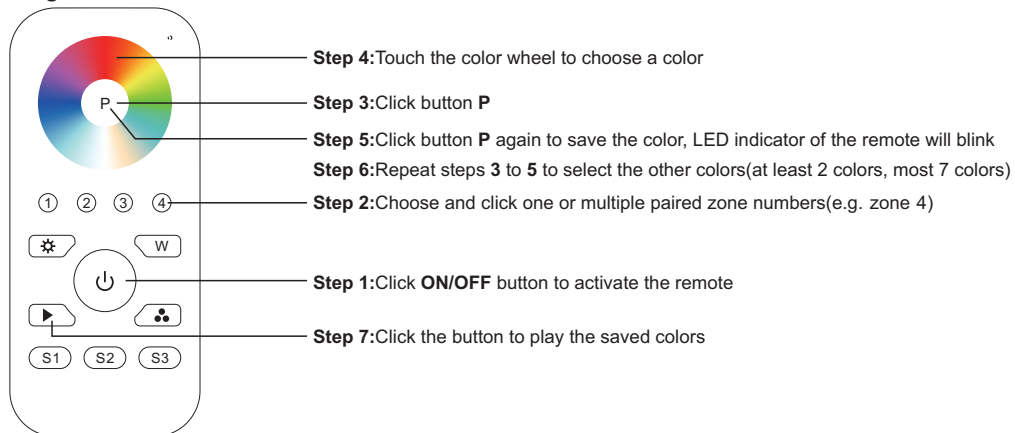 Step 4:Touch the color wheel to choose a color
P
Step 3:Click button P
Step 5:Click button P again to save the color, LED indicator of the remote will blink
Step 6:Repeat steps 3 to 5 to select the other colors(at least 2 colors, most 7 colors)
1 2 3 4
Step 2:Choose and click one or multiple paired zone numbers(e.g. zone 4)
W
Step 1:Click ON/OFF button to activate the remote
Step 7:Click the button to play the saved colors
S1 S2 S3